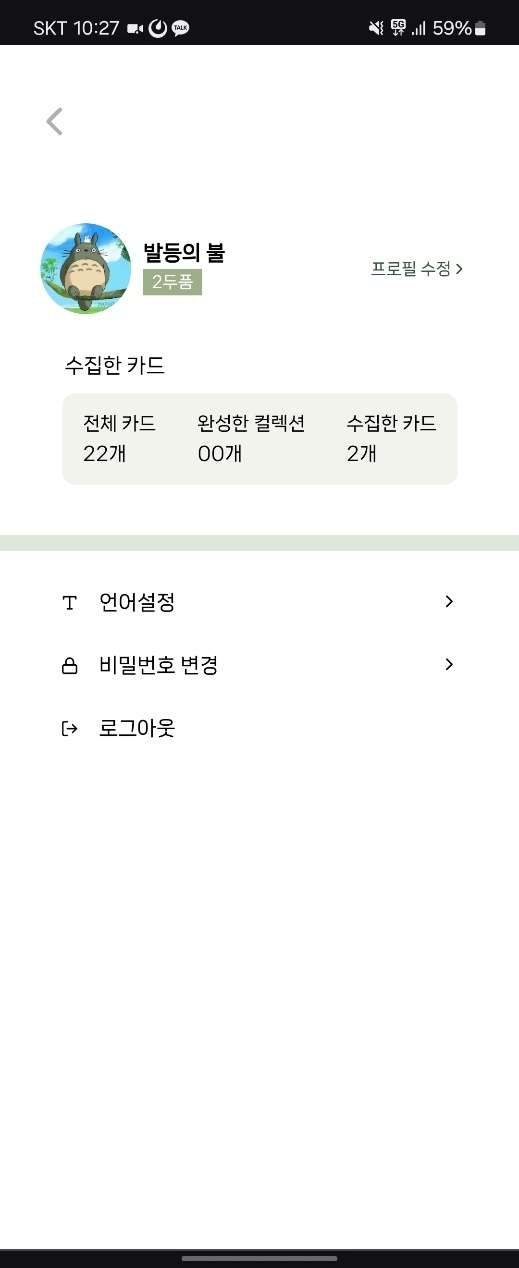 SKT 10:27 TALK 5G 59%
발등의 불
2두품
프로필 수정
수집한 카드
전체 카드 완성한 컬렉션 수집한 카드
22개 00개 2개
언어설정
비밀번호 변경
로그아웃